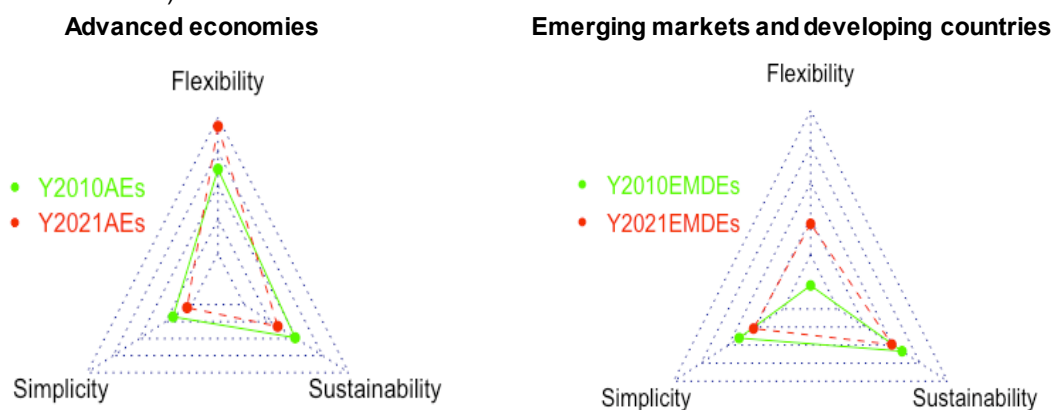 Advanced economies
Flexibility
Y2010AEs
Y2021AEs
Simplicity
Sustainability
Emerging markets and developing countries
Flexibility
Y2010EMDEs
Y2021EMDEs
Simplicity
Sustainability